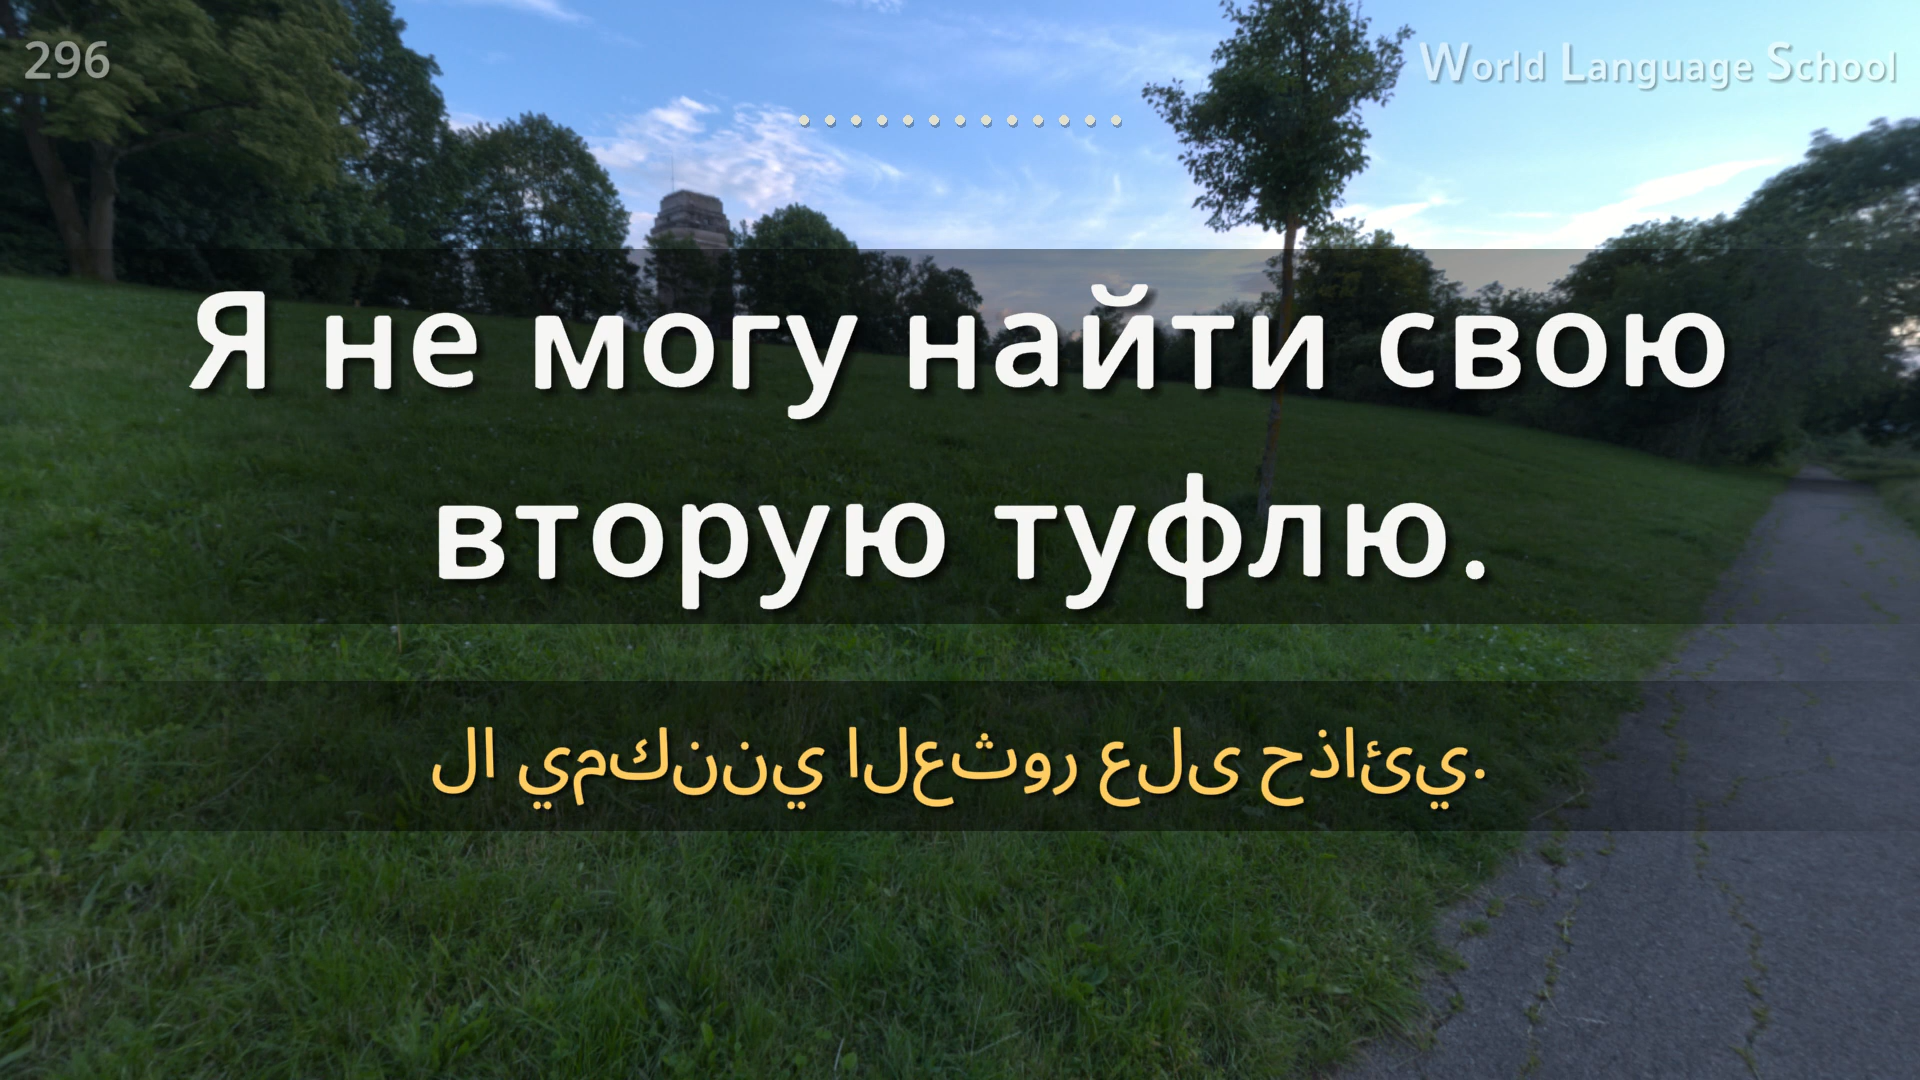 296
World Language School
Я не могу найти свою
вторую туфлю.
لا يمكنني العثور على حذائي.